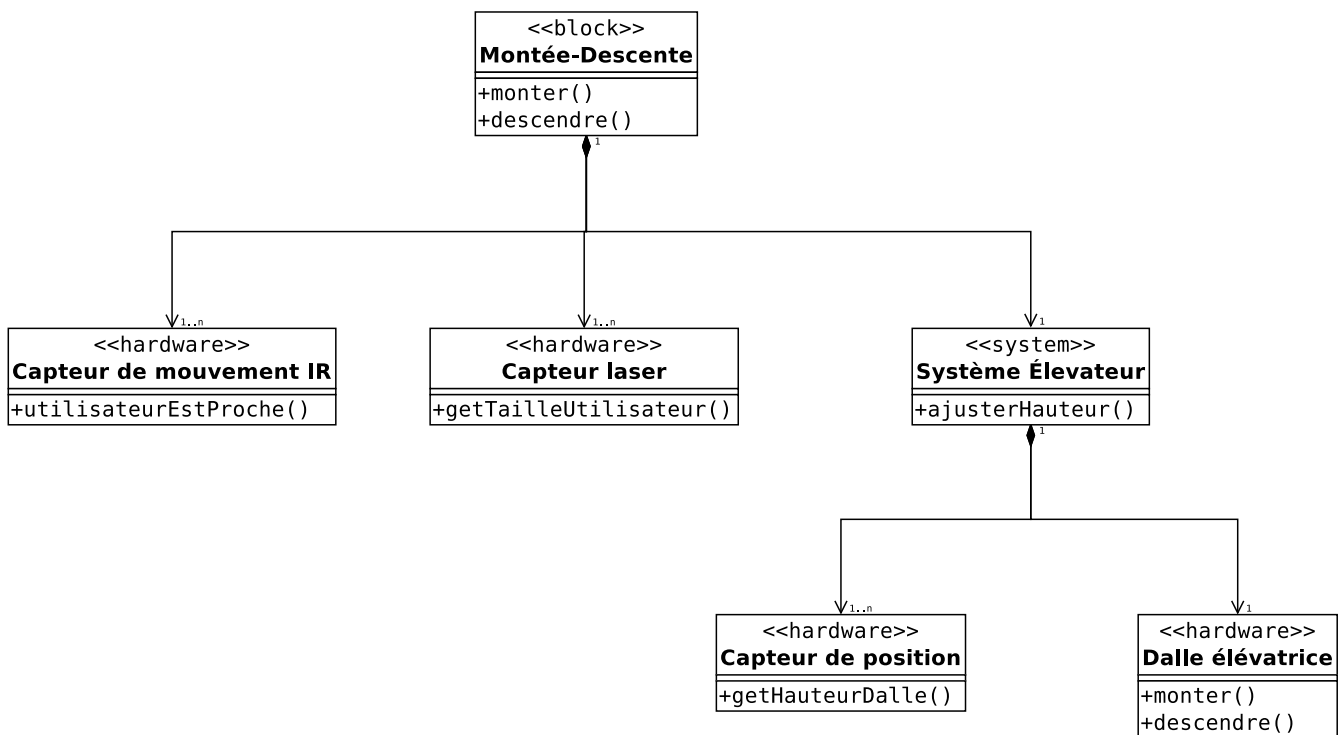 <<block>>
Montée-Descente
+monter()
+descendre()
1
1..n
1..n
1
<<hardware>>
Capteur de mouvement IR
+utilisateurEstProche()
<<hardware>>
Capteur laser
+getTailleUtilisateur()
<<system>>
Système Élevateur
+ajusterHauteur()
1
1..n
1
<<hardware>>
Capteur de position
+getHauteurDalle()
<<hardware>>
Dalle élévatrice
+monter()
+descendre()